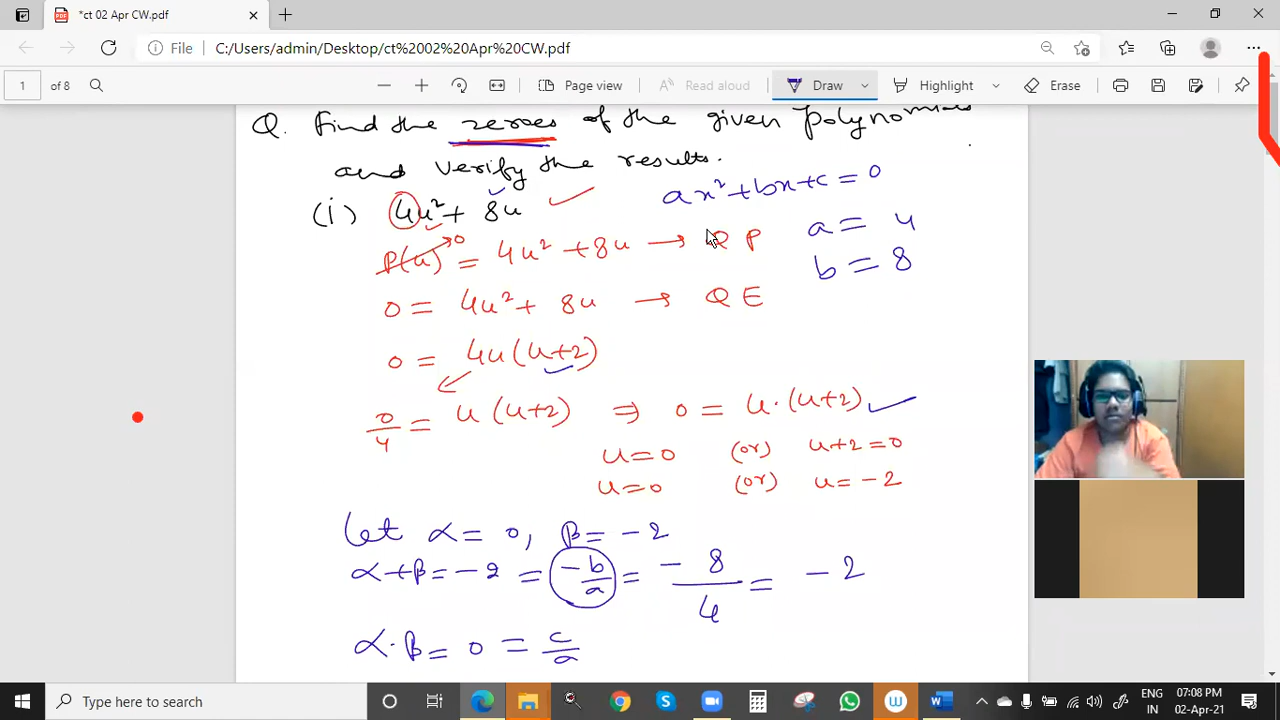 *ct 02 Apr CW.pdf
File C:/Users/admin/Desktop/ct%2002%20Apr%20CW.pdf
1 of 8 Page view Read aloud Draw Highlight Erase
Q. Find the zeroes of the given polynomials
and verify the results.
(i) 4u² + 8u
ax² + bx + c = 0
a = 4
b = 8
P(u) 0 = 4u² + 8u → QP
0 = 4u² + 8u → QE
0 = 4u (u+2)
0/4 = u (u+2) ⇒ 0 = u · (u+2)
u = 0 (or) u+2 = 0
u = 0 (or) u = -2
Let α = 0, β = -2
α+β = -2 = -b/a = -8/4 = -2
α·β = 0 = c/a
Type here to search
ENG
IN
07:08 PM
02-Apr-21